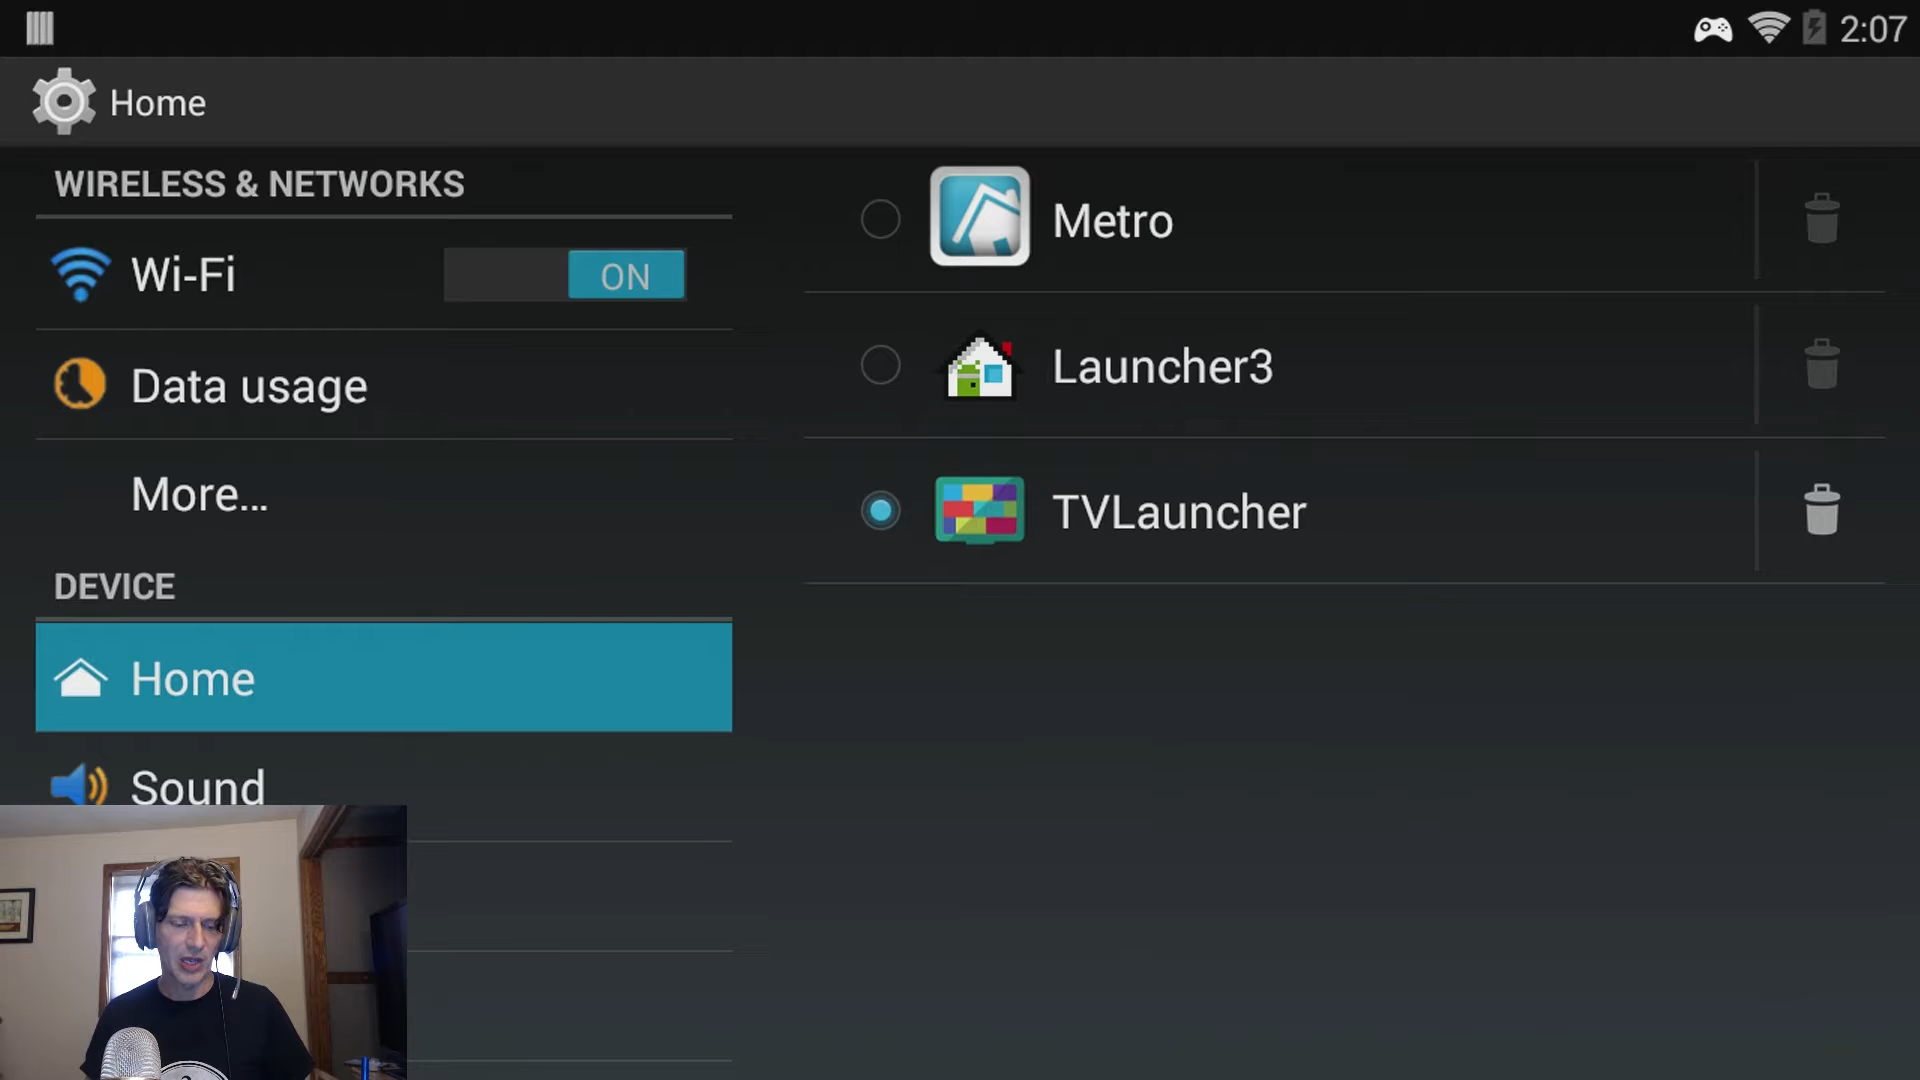 2:07
Home
WIRELESS & NETWORKS
Wi-Fi
ON
Data usage
More...
DEVICE
Home
Sound
Metro
Launcher3
TVLauncher